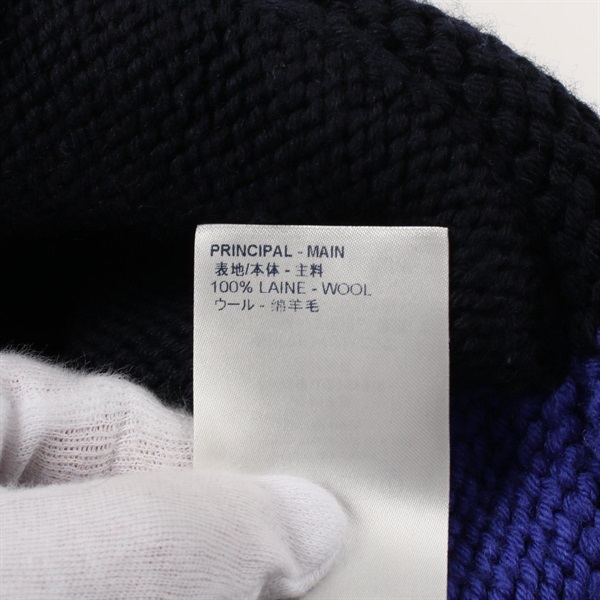 PRINCIPAL - MAIN
表地/本体 - 主料
100% LAINE - WOOL
ウール - 绵羊毛